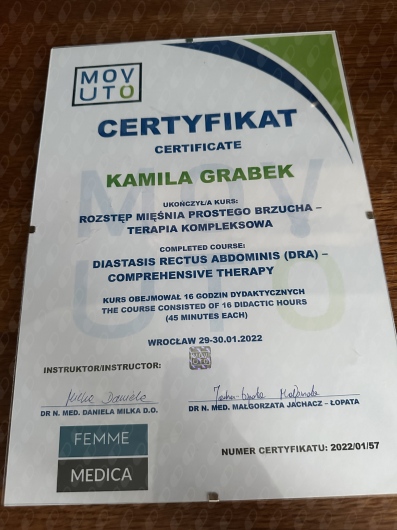 MOV
UTO
CERTYFIKAT
CERTIFICATE
KAMILA GRABEK
UKOŃCZYŁ/A KURS:
ROZSTĘP MIĘŚNIA PROSTEGO BRZUCHA –
TERAPIA KOMPLEKSOWA
COMPLETED COURSE:
DIASTASIS RECTUS ABDOMINIS (DRA) –
COMPREHENSIVE THERAPY
KURS OBEJMOWAŁ 16 GODZIN DYDAKTYCZNYCH
THE COURSE CONSISTED OF 16 DIDACTIC HOURS
(45 MINUTES EACH)
WROCŁAW 29-30.01.2022
INSTRUKTOR/INSTRUCTOR:
Milka Daniela
DR N. MED. DANIELA MILKA D.O.
DR N. MED. MAŁGORZATA JACHACZ – ŁOPATA
FEMME
MEDICA
NUMER CERTYFIKATU: 2022/01/57